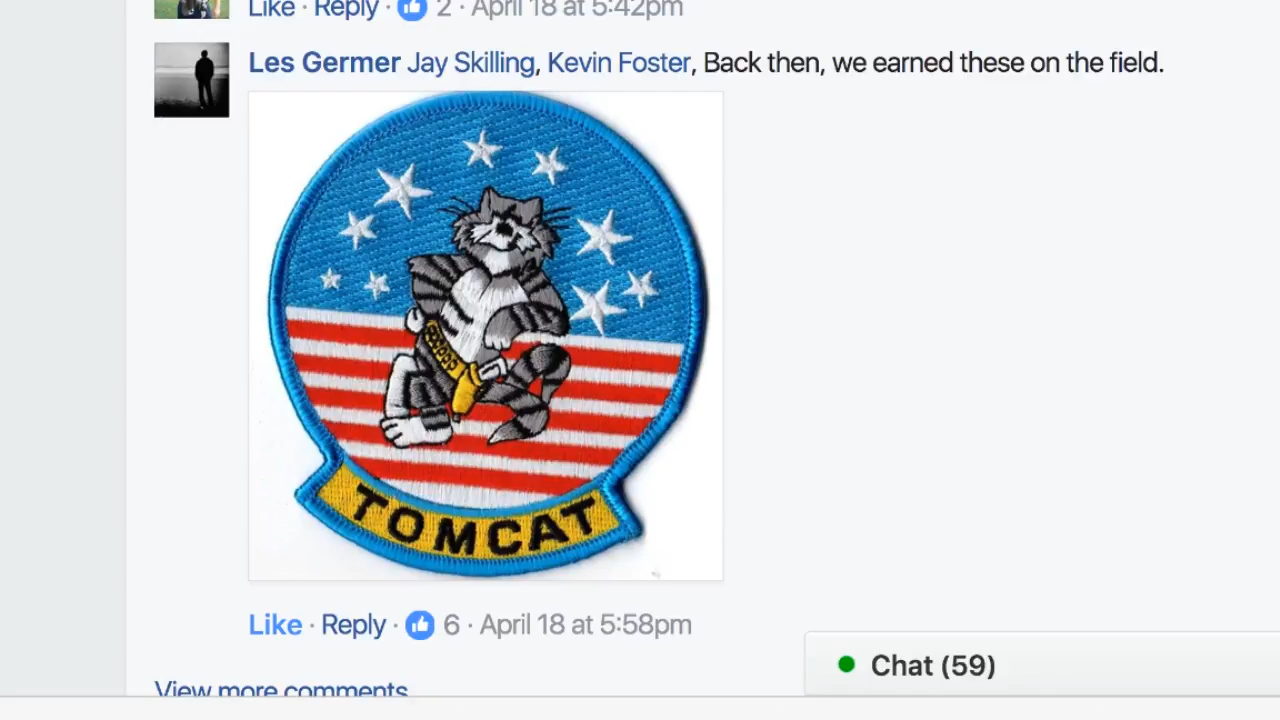 Like · Reply · 2 · April 18 at 5:42pm
Les Germer Jay Skilling, Kevin Foster, Back then, we earned these on the field.
TOMCAT
Like · Reply · 6 · April 18 at 5:58pm
Chat (59)
View more comments